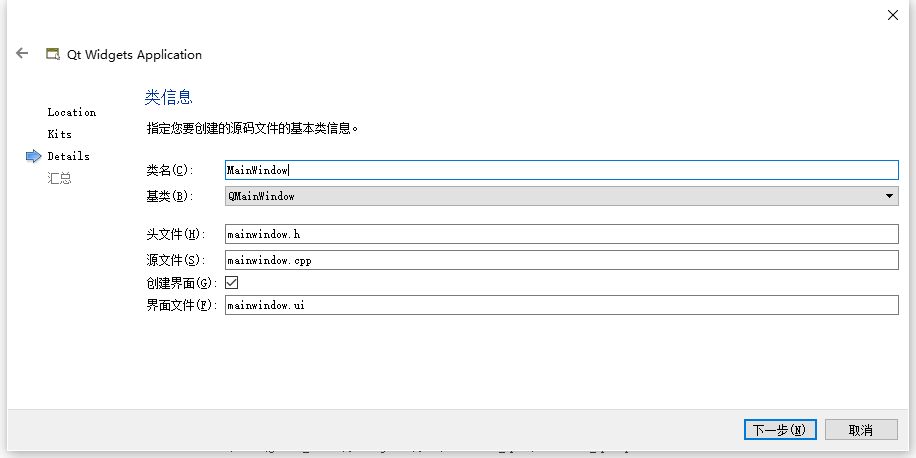 Qt Widgets Application
Location
Kits
Details
汇总
类信息
指定您要创建的源码文件的基本类信息。
类名(C): MainWindow
基类(B): QMainWindow
头文件(H): mainwindow.h
源文件(S): mainwindow.cpp
创建界面(G):
界面文件(F): mainwindow.ui
下一步(N) 取消